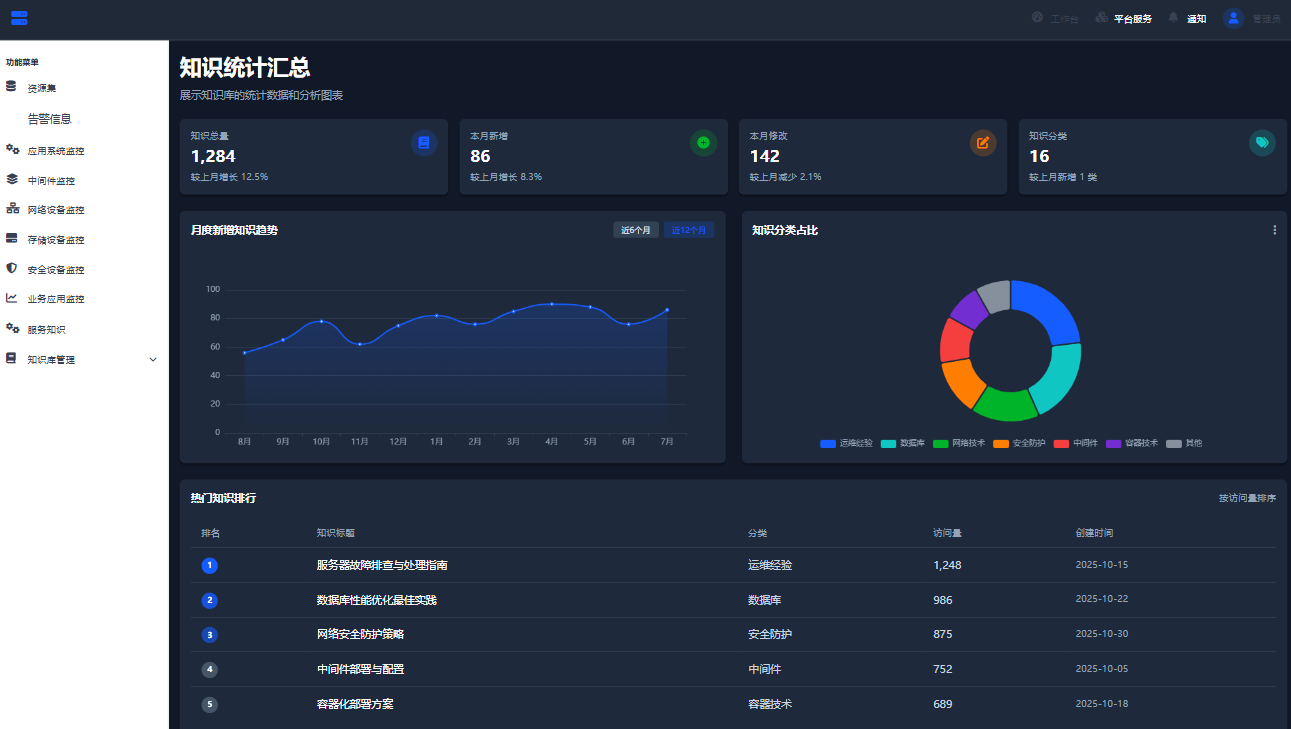 工作台 平台服务 通知 管理员
功能菜单
资源集
告警信息
应用系统监控
中间件监控
网络设备监控
存储设备监控
安全设备监控
业务应用监控
服务知识
知识库管理
知识统计汇总
展示知识库的统计数据和分析图表
知识总量
1,284
较上月增长 12.5%
本月新增
86
较上月增长 8.3%
本月修改
142
较上月减少 2.1%
知识分类
16
较上月新增 1 类
月度新增知识趋势 近6个月 近12个月
100
80
60
40
20
0
8月 9月 10月 11月 12月 1月 2月 3月 4月 5月 6月 7月
知识分类占比
运维经验 数据库 网络技术 安全防护 中间件 容器技术 其他
热门知识排行 按访问量排序
排名 知识标题 分类 访问量 创建时间
1 服务器故障排查与处理指南 运维经验 1,248 2025-10-15
2 数据库性能优化最佳实践 数据库 986 2025-10-22
3 网络安全防护策略 安全防护 875 2025-10-30
4 中间件部署与配置 中间件 752 2025-10-05
5 容器化部署方案 容器技术 689 2025-10-18